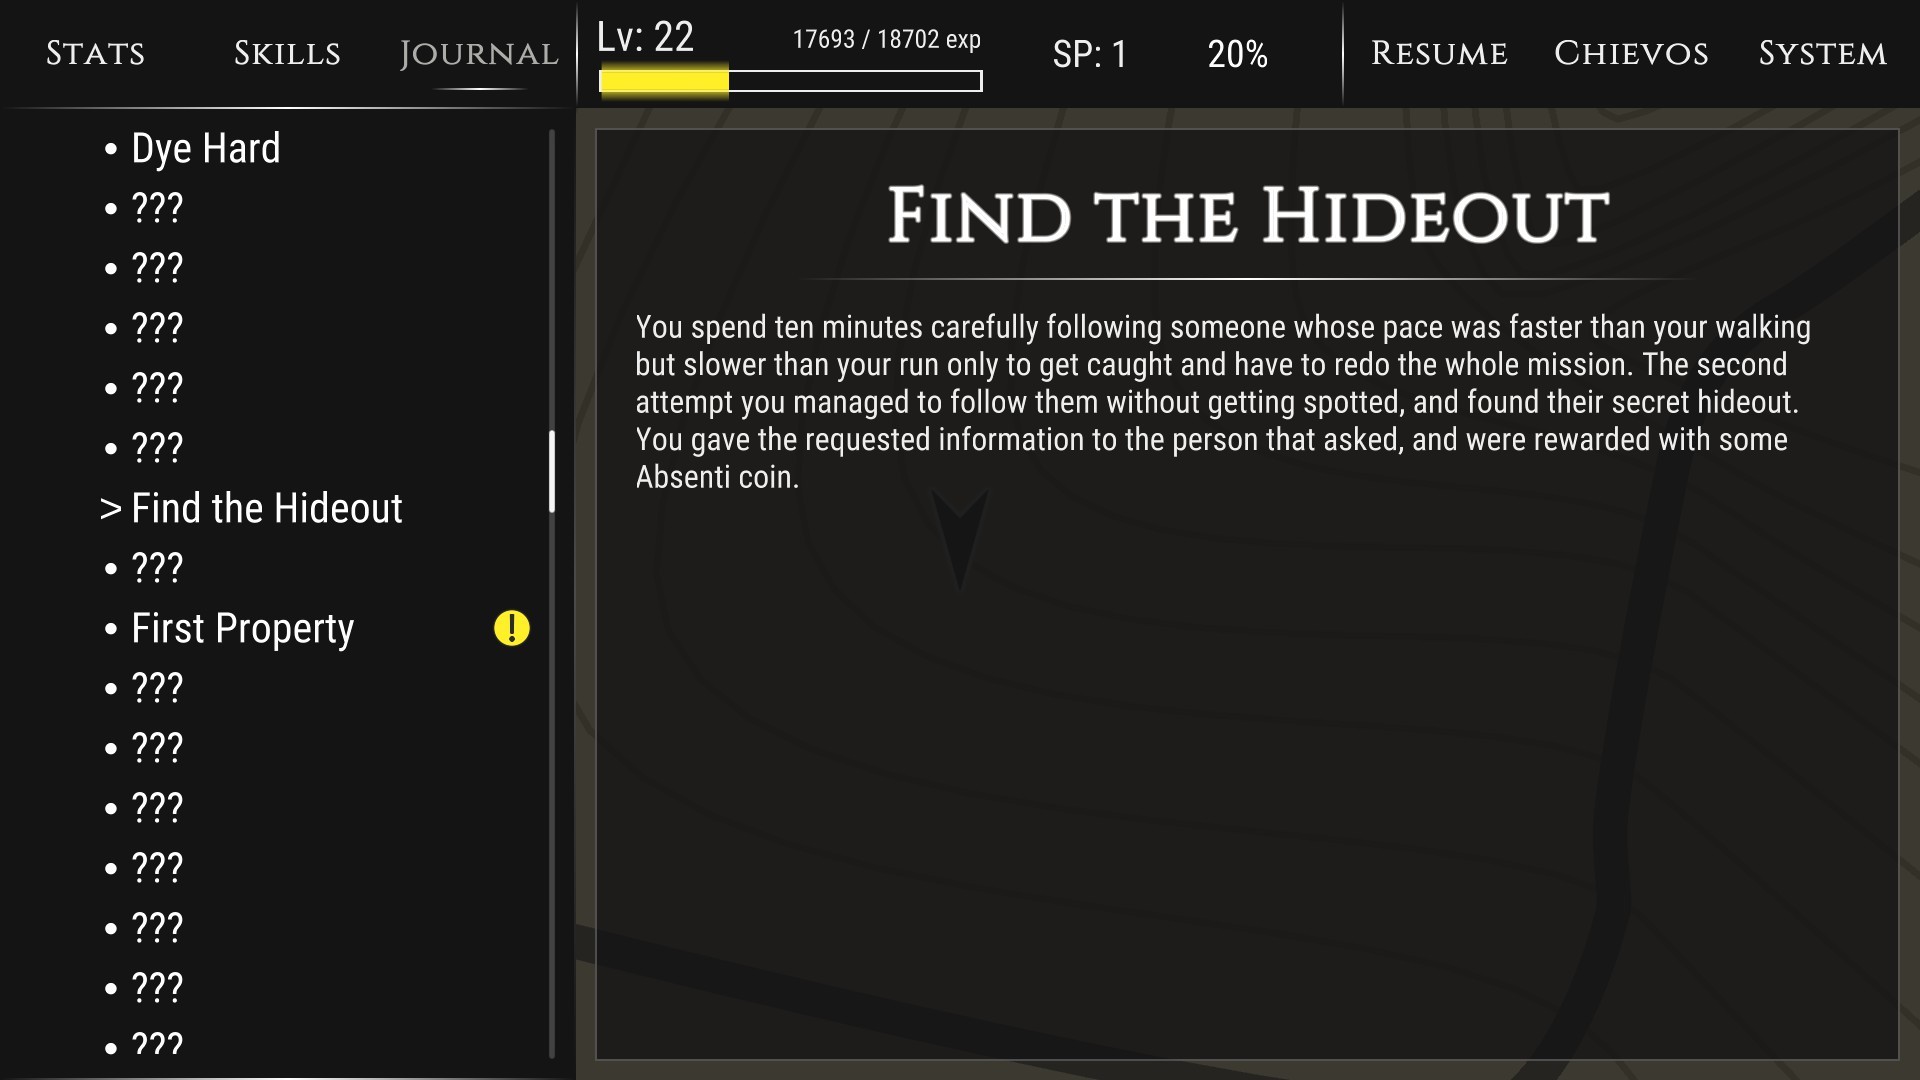 Stats
Skills
Journal
Lv: 22
17693 / 18702 exp
SP: 1
20%
Resume
Chievos
System
• Dye Hard
• ???
• ???
• ???
• ???
• ???
> Find the Hideout
• ???
• First Property
!
• ???
• ???
• ???
• ???
• ???
• ???
• ???
Find the Hideout
You spend ten minutes carefully following someone whose pace was faster than your walking
but slower than your run only to get caught and have to redo the whole mission. The second
attempt you managed to follow them without getting spotted, and found their secret hideout.
You gave the requested information to the person that asked, and were rewarded with some
Absenti coin.